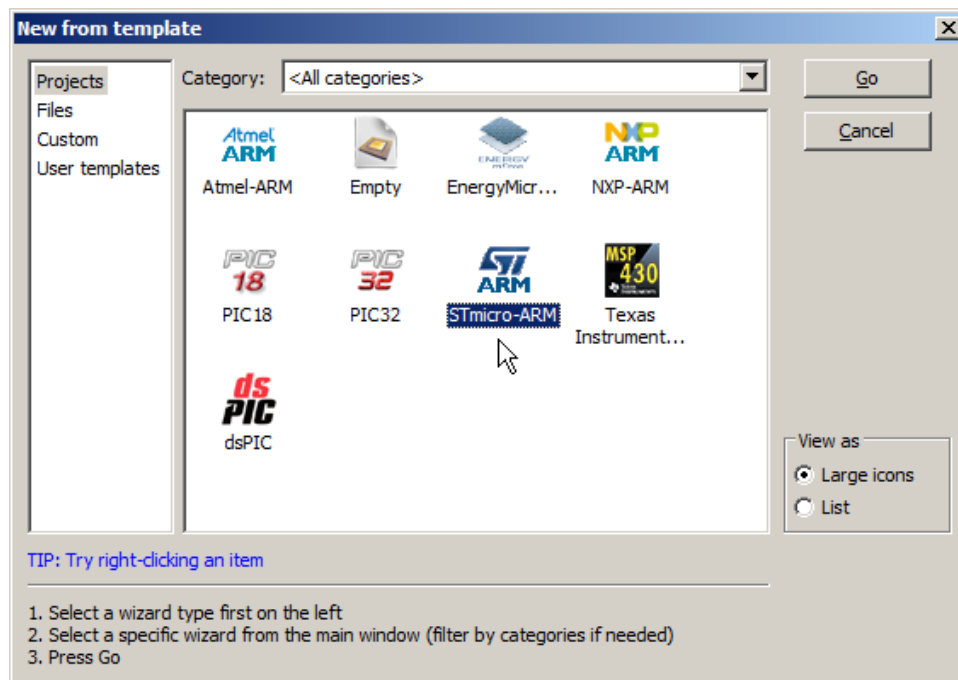 New from template
Projects
Files
Custom
User templates
Category: <All categories>
Go
Cancel
Atmel ARM
Atmel-ARM
Empty
ENERGY
EnergyMicr...
NXP ARM
NXP-ARM
PIC 18
PIC18
PIC 32
PIC32
ST ARM
STmicro-ARM
MSP 430
Texas
Instrument...
ds PIC
dsPIC
View as
Large icons
List
TIP: Try right-clicking an item
1. Select a wizard type first on the left
2. Select a specific wizard from the main window (filter by categories if needed)
3. Press Go